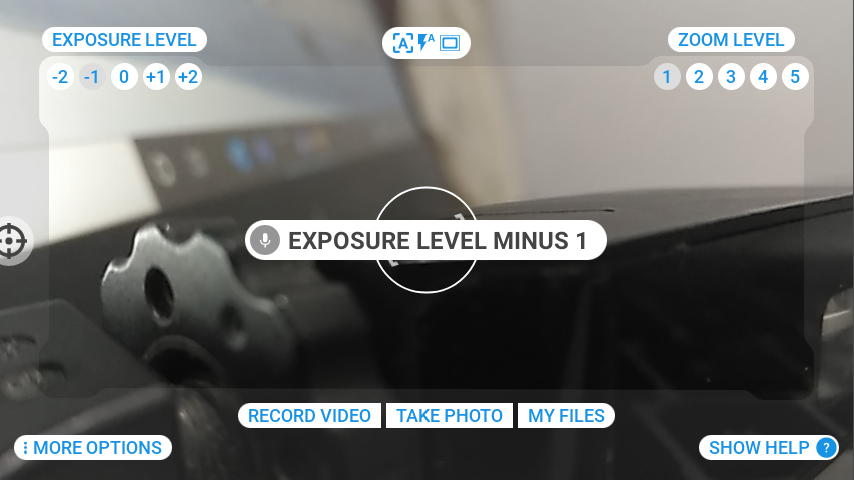 EXPOSURE LEVEL
-2 -1 0 +1 +2
A A
ZOOM LEVEL
1 2 3 4 5
EXPOSURE LEVEL MINUS 1
RECORD VIDEO TAKE PHOTO MY FILES
MORE OPTIONS
SHOW HELP ?